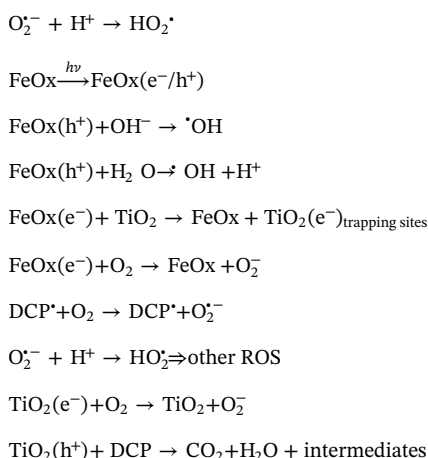 O₂•⁻ + H⁺ → HO₂•
FeOx —hν→ FeOx(e⁻/h⁺)
FeOx(h⁺)+OH⁻ → •OH
FeOx(h⁺)+H₂ O→• OH +H⁺
FeOx(e⁻)+ TiO₂ → FeOx + TiO₂(e⁻)trapping sites
FeOx(e⁻)+O₂ → FeOx +O₂⁻
DCP•+O₂ → DCP•+O₂•⁻
O₂•⁻ + H⁺ → HO₂•⇒other ROS
TiO₂(e⁻)+O₂ → TiO₂+O₂⁻
TiO₂(h⁺)+ DCP → CO₂+H₂O + intermediates